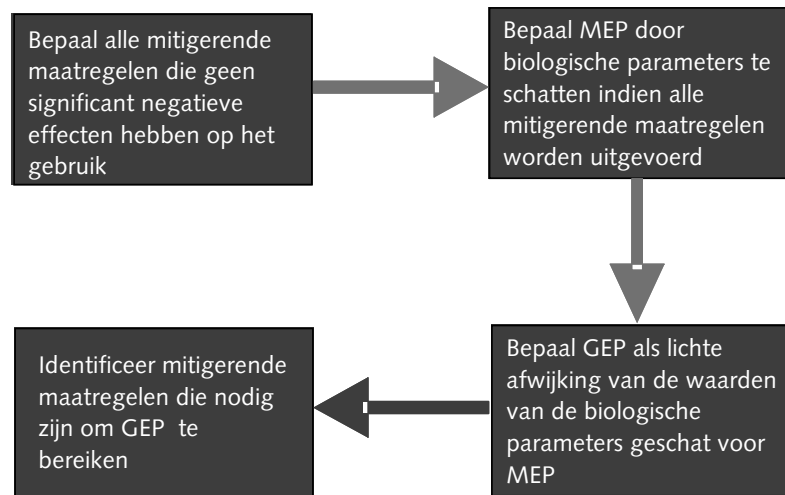 Bepaal alle mitigerende
maatregelen die geen
significant negatieve
effecten hebben op het
gebruik
Bepaal MEP door
biologische parameters te
schatten indien alle
mitigerende maatregelen
worden uitgevoerd
Bepaal GEP als lichte
afwijking van de waarden
van de biologische
parameters geschat voor
MEP
Identificeer mitigerende
maatregelen die nodig
zijn om GEP te
bereiken